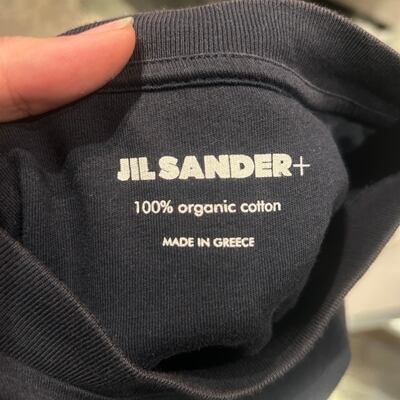 JIL SANDER+
100% organic cotton
MADE IN GREECE